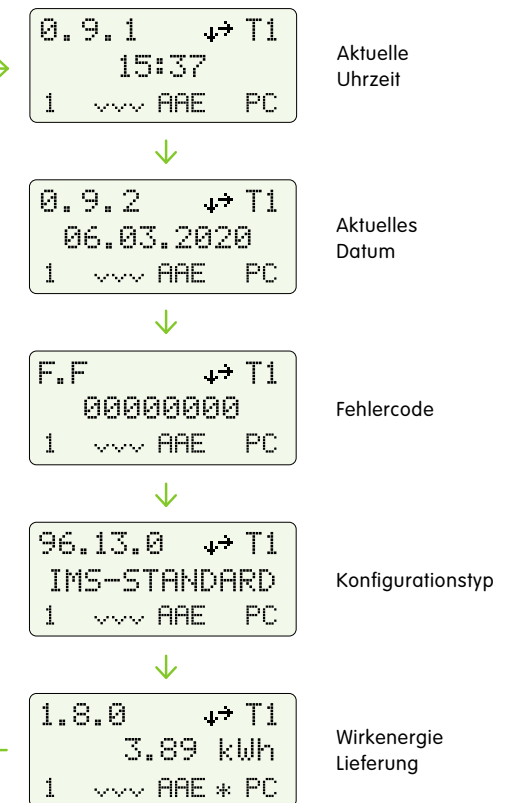 0.9.1 T1
15:37
1 AAE PC
Aktuelle
Uhrzeit
0.9.2 T1
06.03.2020
1 AAE PC
Aktuelles
Datum
F.F T1
00000000
1 AAE PC
Fehlercode
96.13.0 T1
IMS-STANDARD
1 AAE PC
Konfigurationstyp
1.8.0 T1
3.89 kWh
1 AAE * PC
Wirkenergie
Lieferung